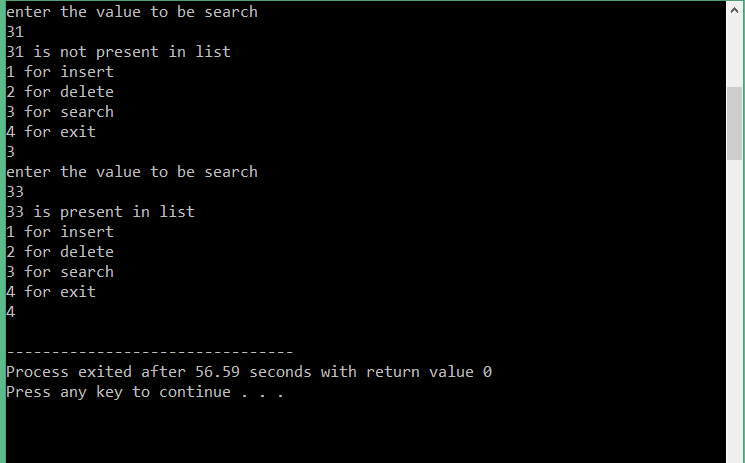 enter the value to be search
31
31 is not present in list
1 for insert
2 for delete
3 for search
4 for exit
3
enter the value to be search
33
33 is present in list
1 for insert
2 for delete
3 for search
4 for exit
4
--------------------------------
Process exited after 56.59 seconds with return value 0
Press any key to continue . . .